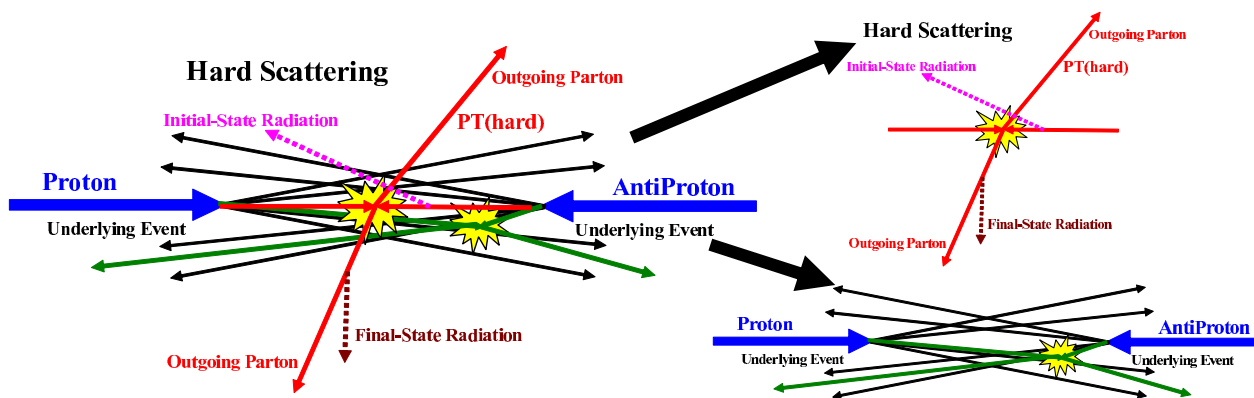 Hard Scattering
Outgoing Parton
Initial-State Radiation
PT(hard)
Proton
AntiProton
Underlying Event
Underlying Event
Final-State Radiation
Outgoing Parton
Hard Scattering
Outgoing Parton
Initial-State Radiation
PT(hard)
Final-State Radiation
Outgoing Parton
Proton
AntiProton
Underlying Event
Underlying Event